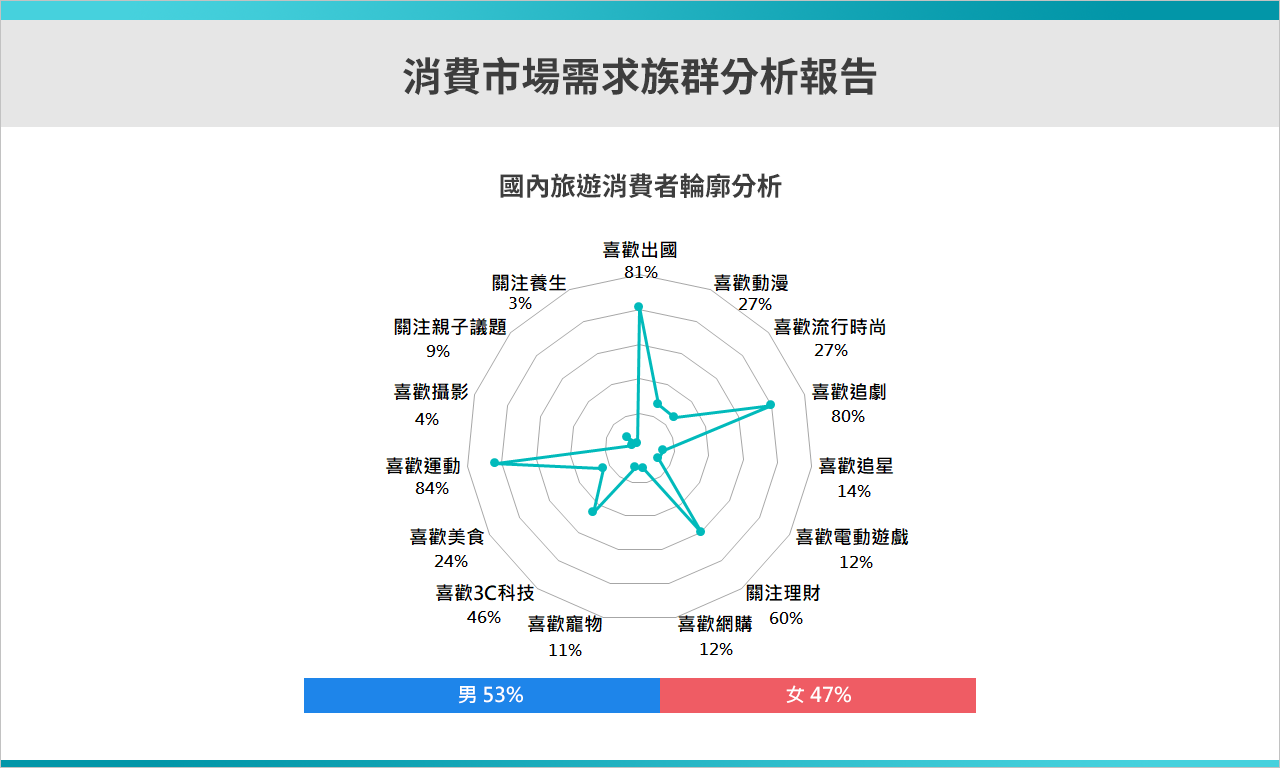 消費市場需求族群分析報告
國內旅遊消費者輪廓分析
喜歡出國
81%
喜歡動漫
27%
喜歡流行時尚
27%
喜歡追劇
80%
喜歡追星
14%
喜歡電動遊戲
12%
關注理財
60%
喜歡網購
12%
喜歡寵物
11%
喜歡3C科技
46%
喜歡美食
24%
喜歡運動
84%
喜歡攝影
4%
關注親子議題
9%
關注養生
3%
男 53%
女 47%